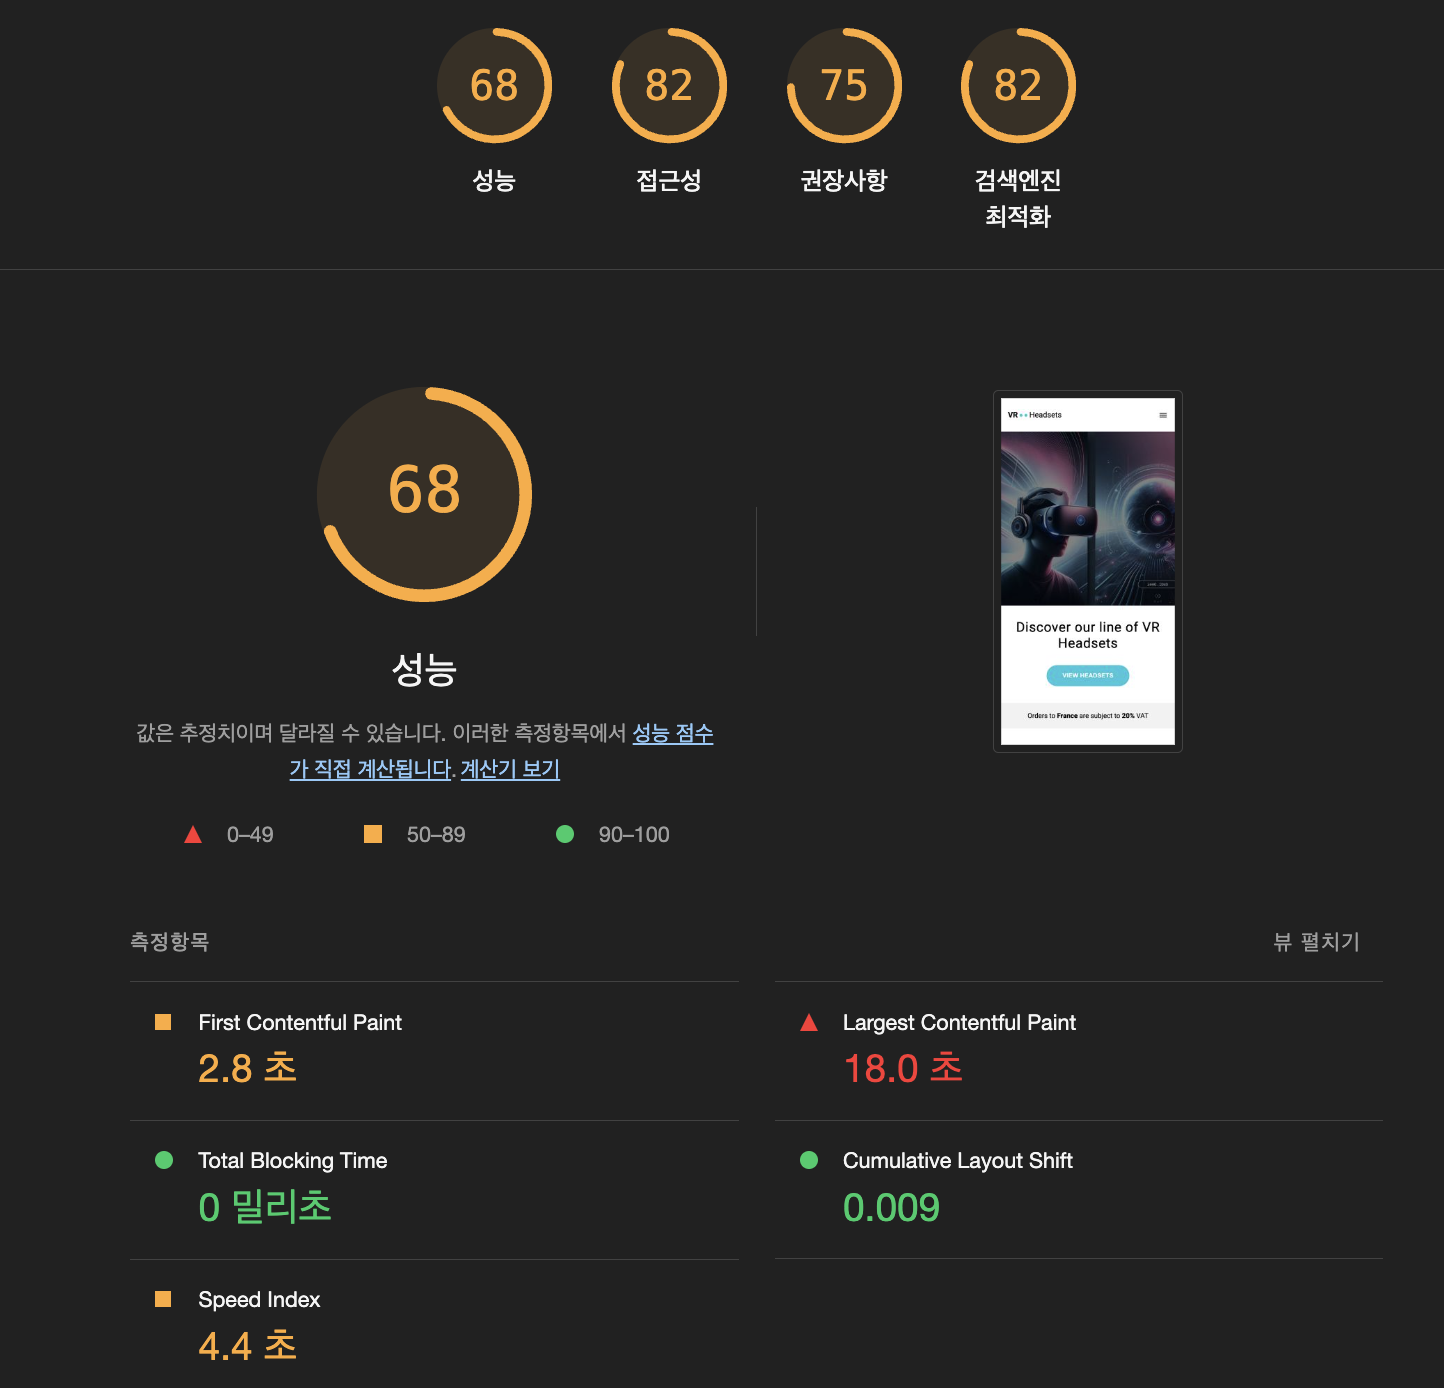 68
82
75
82
성능
접근성
권장사항
검색엔진
최적화
68
성능
값은 추정치이며 달라질 수 있습니다. 이러한 측정항목에서 성능 점수
가 직접 계산됩니다. 계산기 보기
0–49
50–89
90–100
VR Headsets
Discover our line of VR
Headsets
VIEW HEADSETS
Orders to France are subject to 20% VAT
측정항목
뷰 펼치기
First Contentful Paint
2.8 초
Largest Contentful Paint
18.0 초
Total Blocking Time
0 밀리초
Cumulative Layout Shift
0.009
Speed Index
4.4 초